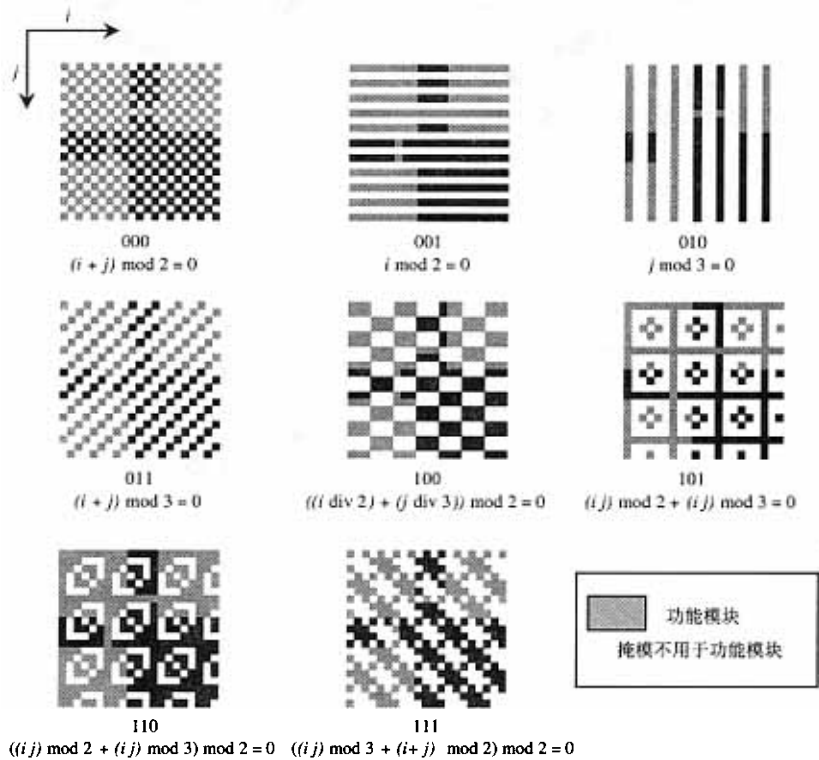 i
j
000
(i + j) mod 2 = 0
001
i mod 2 = 0
010
j mod 3 = 0
011
(i + j) mod 3 = 0
100
((i div 2) + (j div 3)) mod 2 = 0
101
(i j) mod 2 + (i j) mod 3 = 0
110
((i j) mod 2 + (i j) mod 3) mod 2 = 0
111
((i j) mod 3 + (i+ j) mod 2) mod 2 = 0
功能模块
掩模不用于功能模块